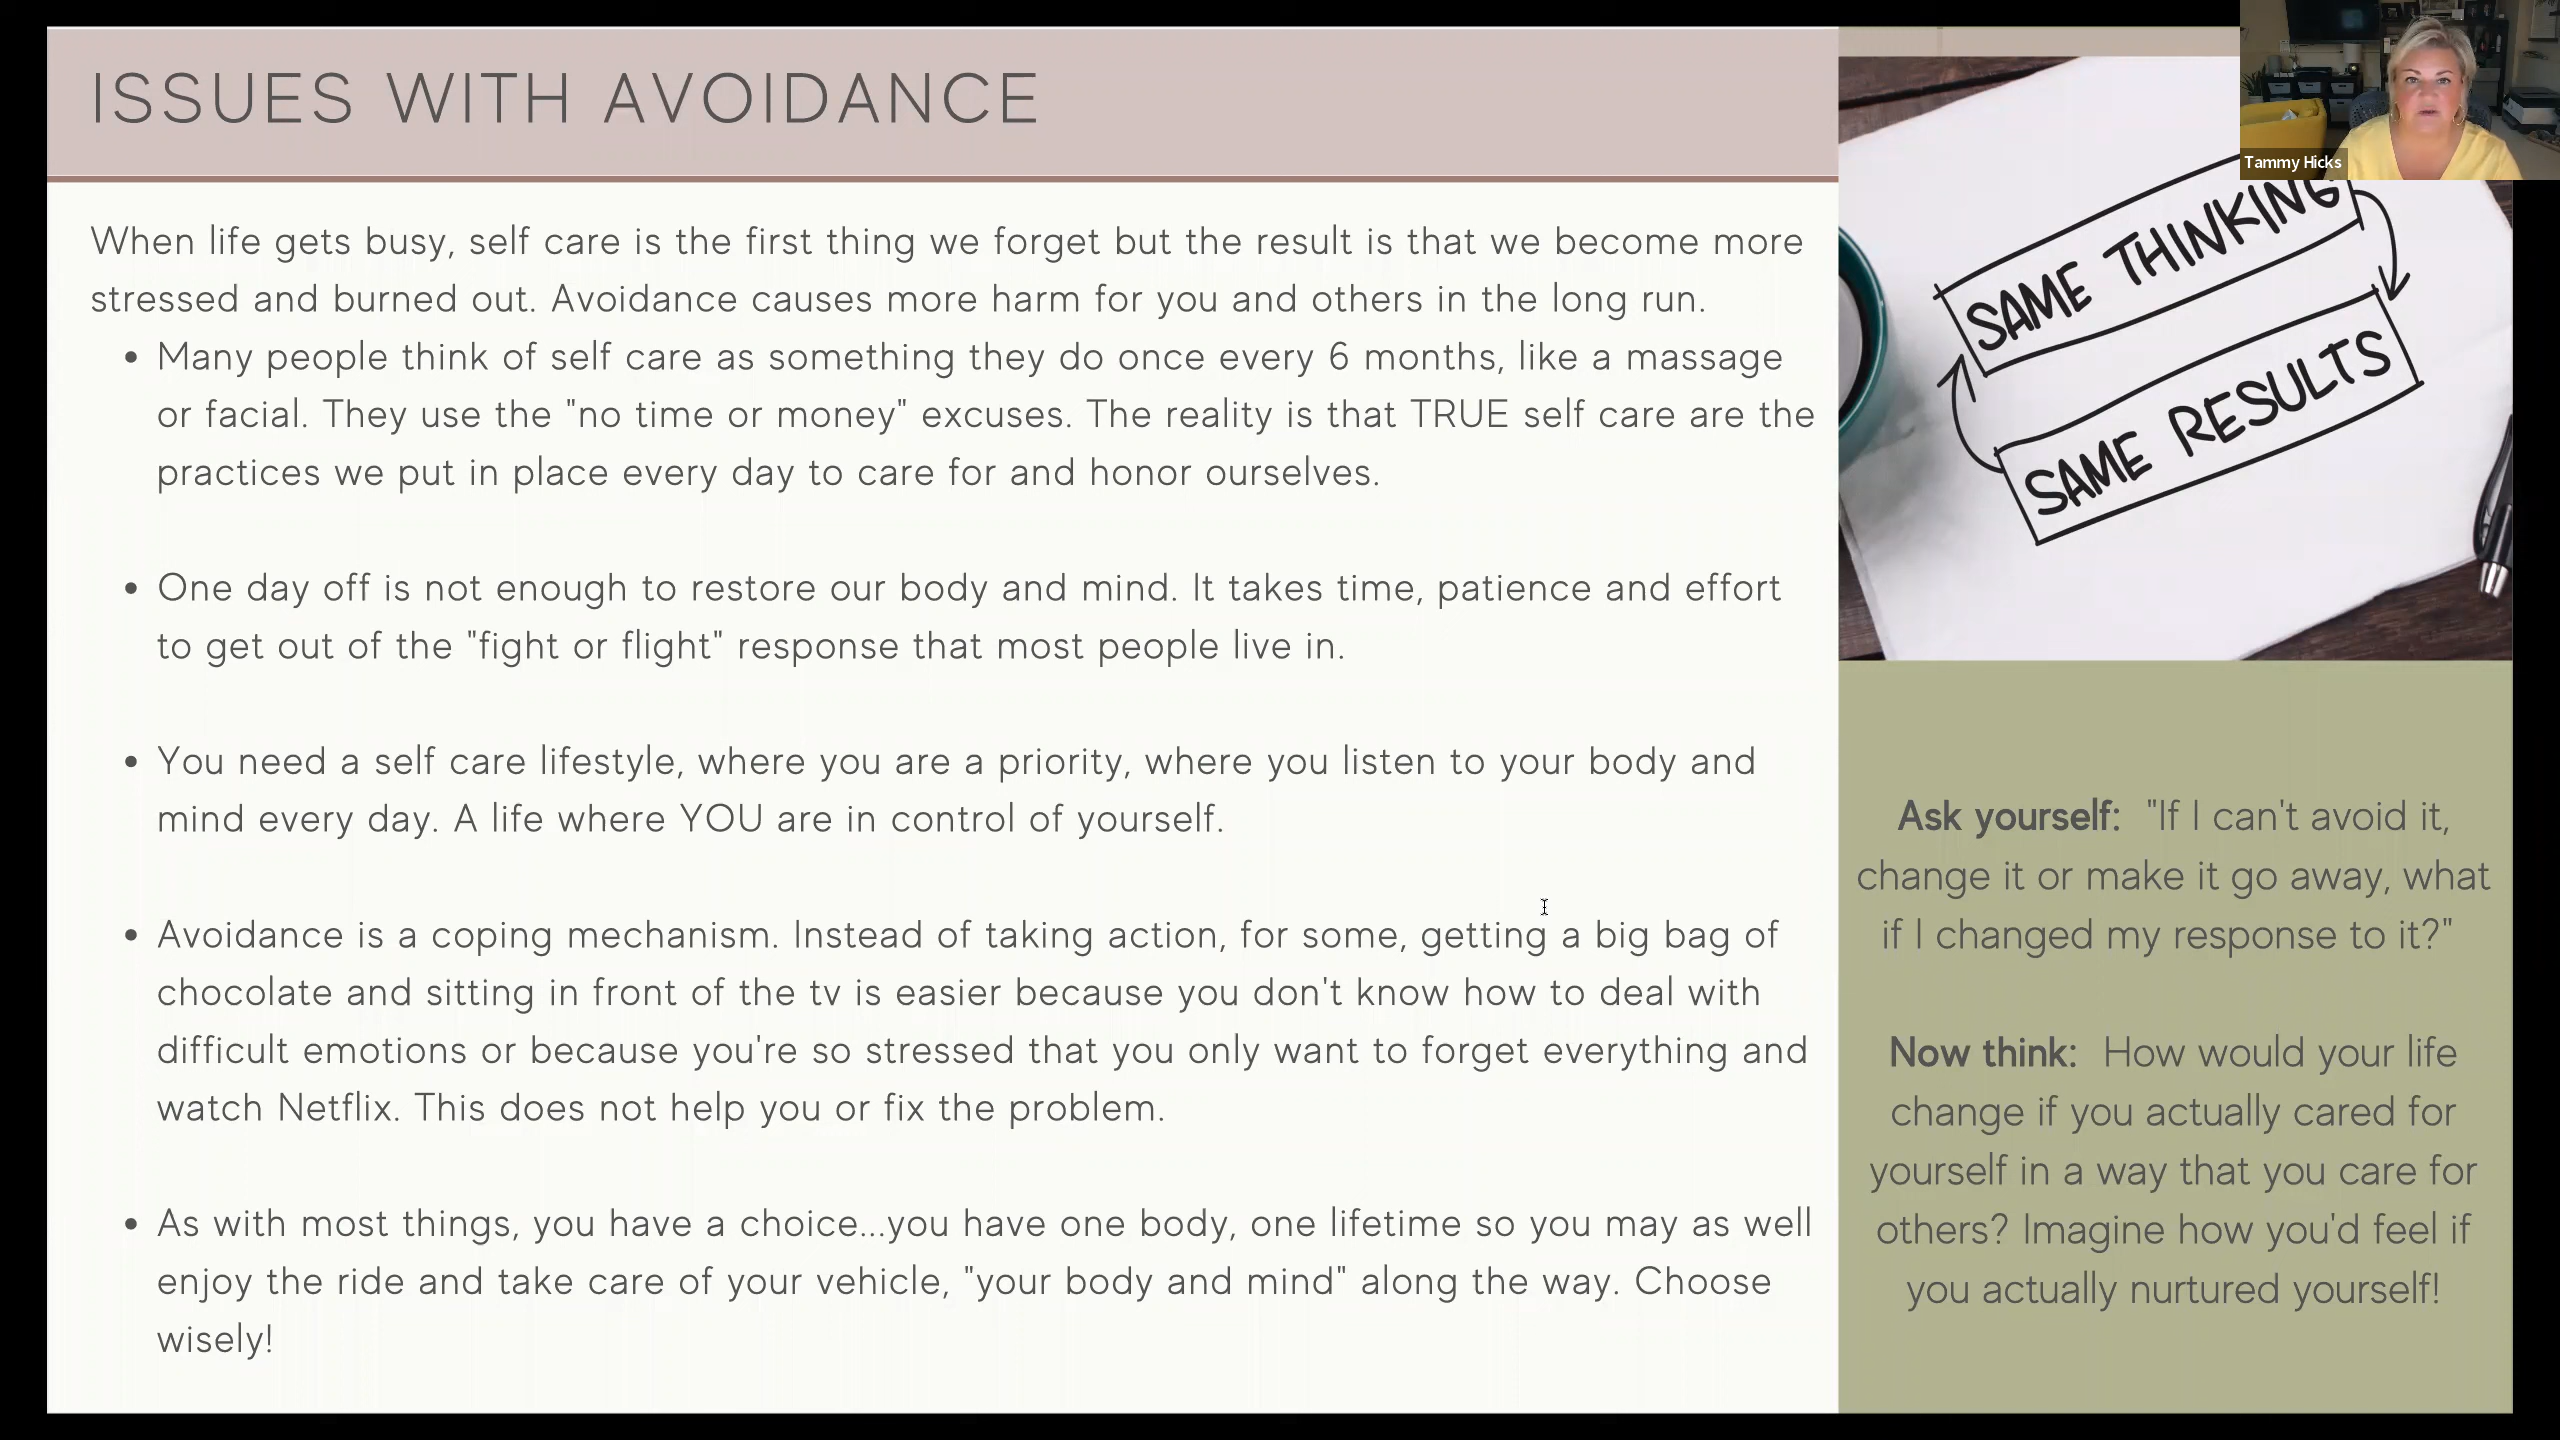 ISSUES WITH AVOIDANCE
When life gets busy, self care is the first thing we forget but the result is that we become more
stressed and burned out. Avoidance causes more harm for you and others in the long run.
• Many people think of self care as something they do once every 6 months, like a massage
or facial. They use the "no time or money" excuses. The reality is that TRUE self care are the
practices we put in place every day to care for and honor ourselves.
• One day off is not enough to restore our body and mind. It takes time, patience and effort
to get out of the "fight or flight" response that most people live in.
• You need a self care lifestyle, where you are a priority, where you listen to your body and
mind every day. A life where YOU are in control of yourself.
• Avoidance is a coping mechanism. Instead of taking action, for some, getting a big bag of
chocolate and sitting in front of the tv is easier because you don't know how to deal with
difficult emotions or because you're so stressed that you only want to forget everything and
watch Netflix. This does not help you or fix the problem.
• As with most things, you have a choice...you have one body, one lifetime so you may as well
enjoy the ride and take care of your vehicle, "your body and mind" along the way. Choose
wisely!
Tammy Hicks
SAME THINKING
SAME RESULTS
Ask yourself: "If I can't avoid it,
change it or make it go away, what
if I changed my response to it?"
Now think: How would your life
change if you actually cared for
yourself in a way that you care for
others? Imagine how you'd feel if
you actually nurtured yourself!